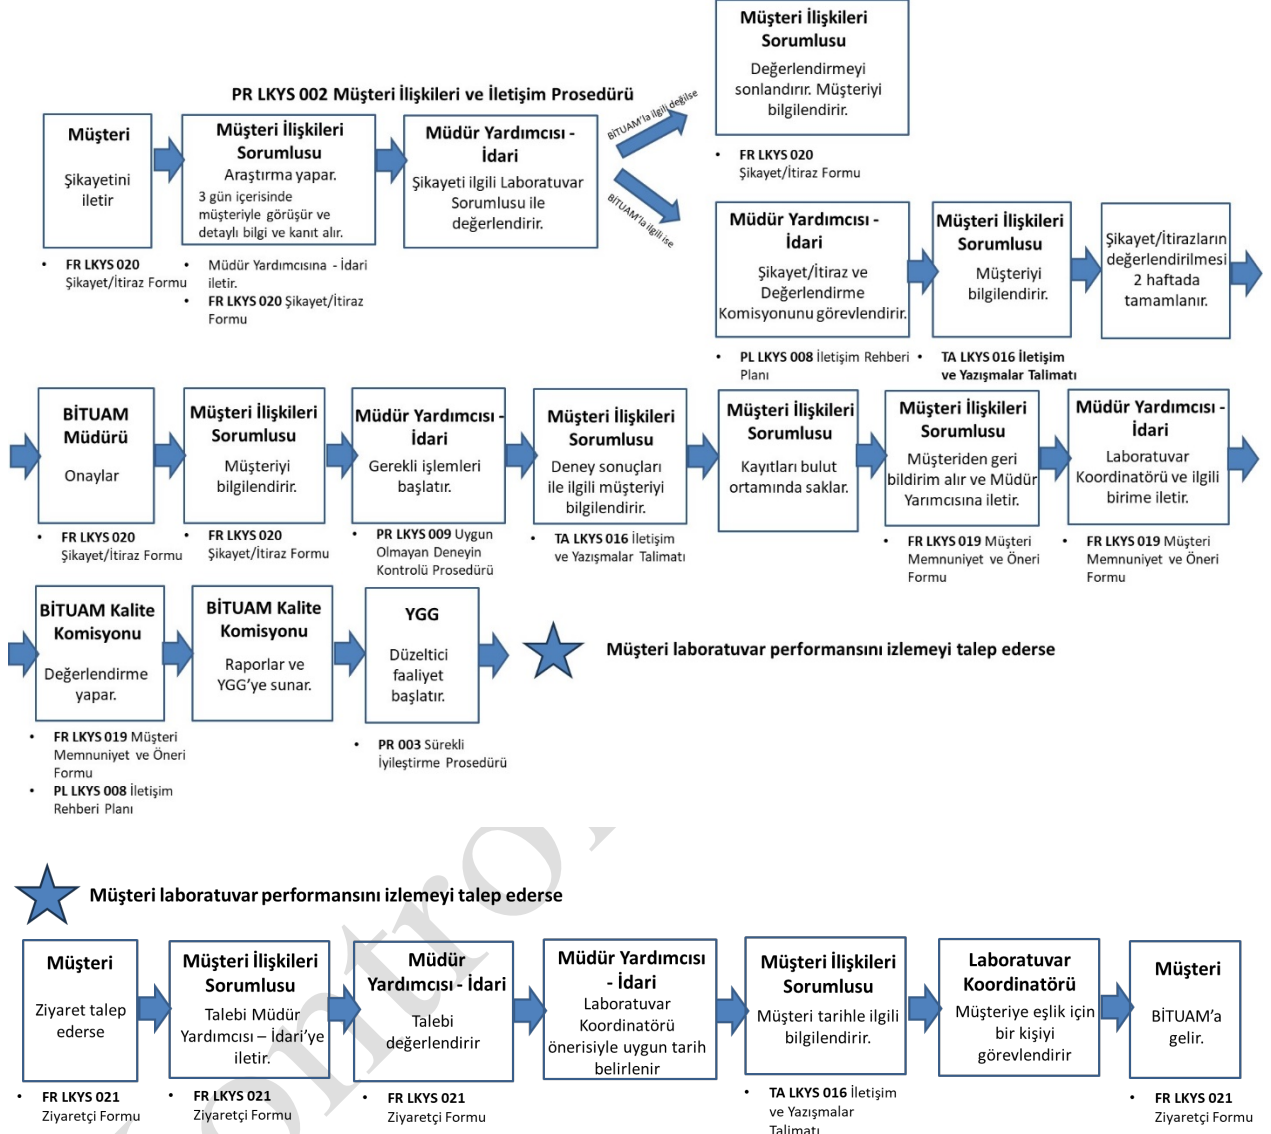 PR LKYS 002 Müşteri İlişkileri ve İletişim Prosedürü
Müşteri
Şikayetini
iletir
• FR LKYS 020
Şikayet/İtiraz Formu
Müşteri İlişkileri
Sorumlusu
Araştırma yapar.
3 gün içerisinde
müşteriyle görüşür ve
detaylı bilgi ve kanıt alır.
• Müdür Yardımcısına - İdari
iletir.
• FR LKYS 020 Şikayet/İtiraz
Formu
Müdür Yardımcısı -
İdari
Şikayeti ilgili Laboratuvar
Sorumlusu ile
değerlendirir.
BİTUAM'la ilgili değilse
Müşteri İlişkileri
Sorumlusu
Değerlendirmeyi
sonlandırır. Müşteriyi
bilgilendirir.
• FR LKYS 020
Şikayet/İtiraz Formu
BİTUAM'la ilgili ise
Müdür Yardımcısı -
İdari
Şikayet/İtiraz ve
Değerlendirme
Komisyonunu görevlendirir.
• PL LKYS 008 İletişim Rehberi
Planı
Müşteri İlişkileri
Sorumlusu
Müşteriyi
bilgilendirir.
• TA LKYS 016 İletişim
ve Yazışmalar Talimatı
Şikayet/İtirazların
değerlendirilmesi
2 haftada
tamamlanır.
BİTUAM
Müdürü
Onaylar
• FR LKYS 020
Şikayet/İtiraz Formu
Müşteri İlişkileri
Sorumlusu
Müşteriyi
bilgilendirir.
• FR LKYS 020
Şikayet/İtiraz Formu
Müdür Yardımcısı -
İdari
Gerekli işlemleri
başlatır.
• PR LKYS 009 Uygun
Olmayan Deneyin
Kontrolü Prosedürü
Müşteri İlişkileri
Sorumlusu
Deney sonuçları
ile ilgili müşteriyi
bilgilendirir.
• TA LKYS 016 İletişim
ve Yazışmalar Talimatı
Müşteri İlişkileri
Sorumlusu
Kayıtları bulut
ortamında saklar.
Müşteri İlişkileri
Sorumlusu
Müşteriden geri
bildirim alır ve Müdür
Yarımcısına iletir.
• FR LKYS 019 Müşteri
Memnuniyet ve Öneri
Formu
Müdür Yardımcısı -
İdari
Laboratuvar
Koordinatörü ve ilgili
birime iletir.
• FR LKYS 019 Müşteri
Memnuniyet ve Öneri
Formu
BİTUAM Kalite
Komisyonu
Değerlendirme
yapar.
• FR LKYS 019 Müşteri
Memnuniyet ve Öneri
Formu
• PL LKYS 008 İletişim
Rehberi Planı
BİTUAM Kalite
Komisyonu
Raporlar ve
YGG'ye sunar.
YGG
Düzeltici
faaliyet
başlatır.
• PR 003 Sürekli
İyileştirme Prosedürü
Müşteri laboratuvar performansını izlemeyi talep ederse
Müşteri laboratuvar performansını izlemeyi talep ederse
Müşteri
Ziyaret talep
ederse
• FR LKYS 021
Ziyaretçi Formu
Müşteri İlişkileri
Sorumlusu
Talebi Müdür
Yardımcısı – İdari'ye
iletir.
• FR LKYS 021
Ziyaretçi Formu
Müdür
Yardımcısı - İdari
Talebi
değerlendirir
• FR LKYS 021
Ziyaretçi Formu
Müdür Yardımcısı
- İdari
Laboratuvar
Koordinatörü
önerisiyle uygun tarih
belirlenir
Müşteri İlişkileri
Sorumlusu
Müşteri tarihle ilgili
bilgilendirir.
• TA LKYS 016 İletişim
ve Yazışmalar
Talimatı
Laboratuvar
Koordinatörü
Müşteriye eşlik için
bir kişiyi
görevlendirir
Müşteri
BİTUAM'a
gelir.
• FR LKYS 021
Ziyaretçi Formu